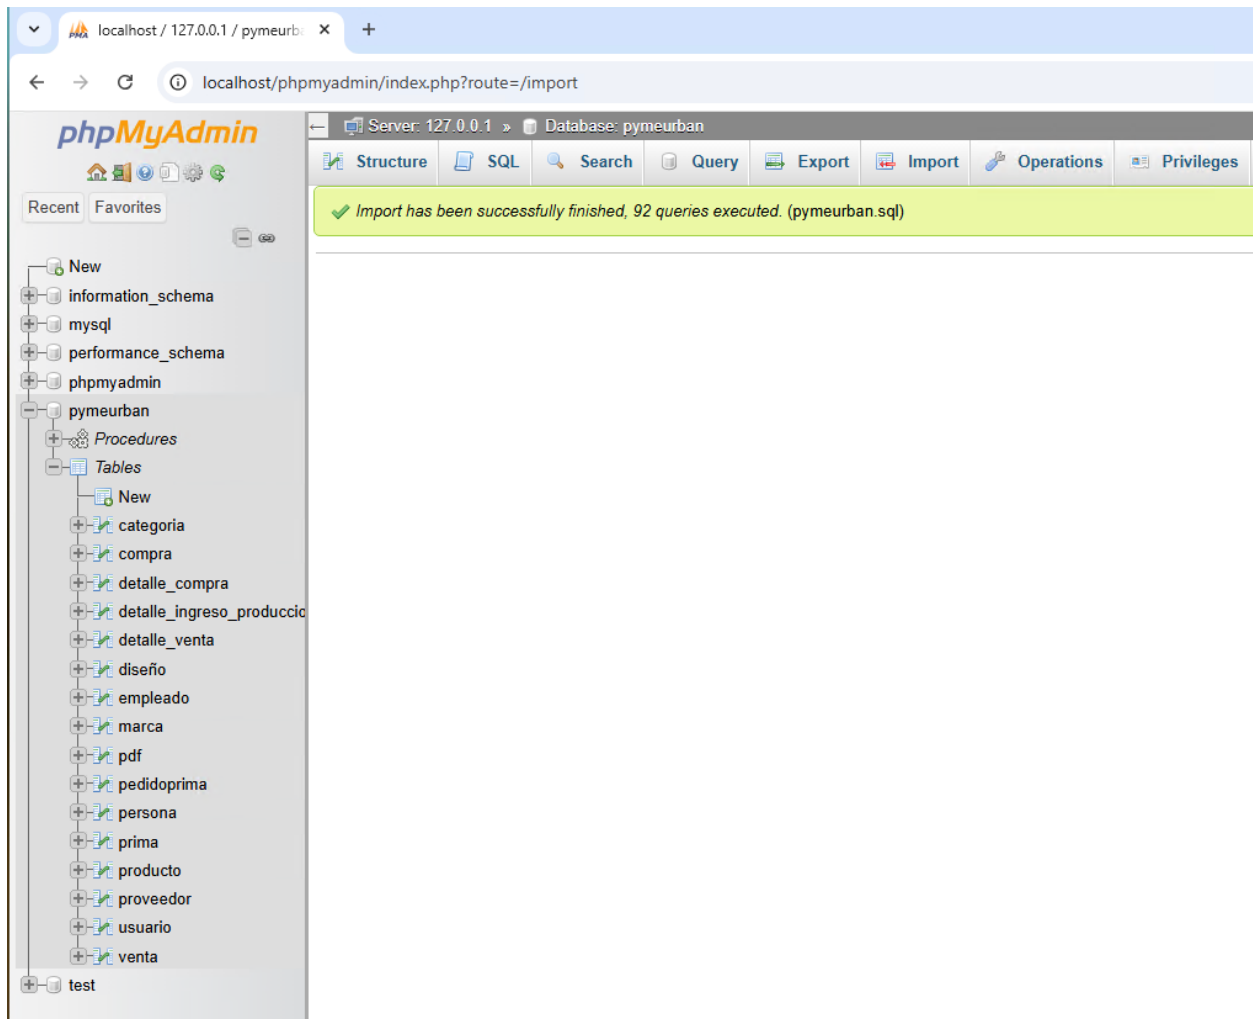 localhost / 127.0.0.1 / pymeurb
localhost/phpmyadmin/index.php?route=/import
phpMyAdmin
Recent Favorites
New
information_schema
mysql
performance_schema
phpmyadmin
pymeurban
Procedures
Tables
New
categoria
compra
detalle_compra
detalle_ingreso_produccio
detalle_venta
diseño
empleado
marca
pdf
pedidoprima
persona
prima
producto
proveedor
usuario
venta
test
Server: 127.0.0.1 » Database: pymeurban
Structure SQL Search Query Export Import Operations Privileges
Import has been successfully finished, 92 queries executed. (pymeurban.sql)